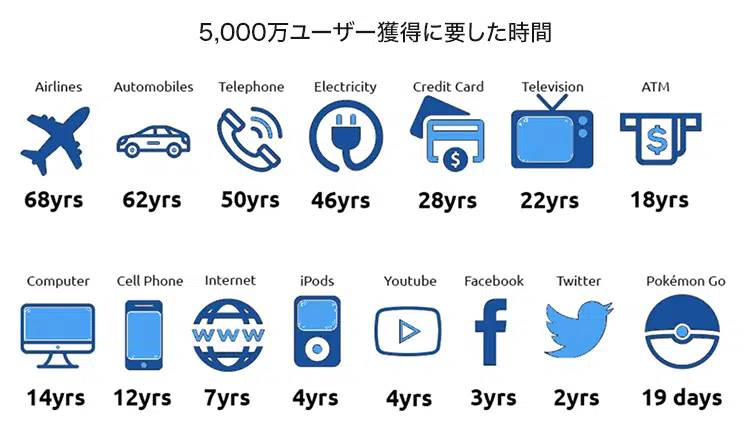 5,000万ユーザー獲得に要した時間
Airlines Automobiles Telephone Electricity Credit Card Television ATM
$ $
68yrs 62yrs 50yrs 46yrs 28yrs 22yrs 18yrs
Computer Cell Phone Internet iPods Youtube Facebook Twitter Pokémon Go
www f
14yrs 12yrs 7yrs 4yrs 4yrs 3yrs 2yrs 19 days